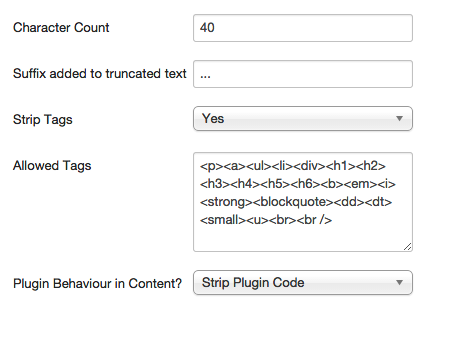 Character Count 40
Suffix added to truncated text ...
Strip Tags Yes
Allowed Tags <p><a><ul><li><div><h1><h2>
<h3><h4><h5><h6><b><em><i>
<strong><blockquote><dd><dt>
<small><u><br><br />
Plugin Behaviour in Content? Strip Plugin Code